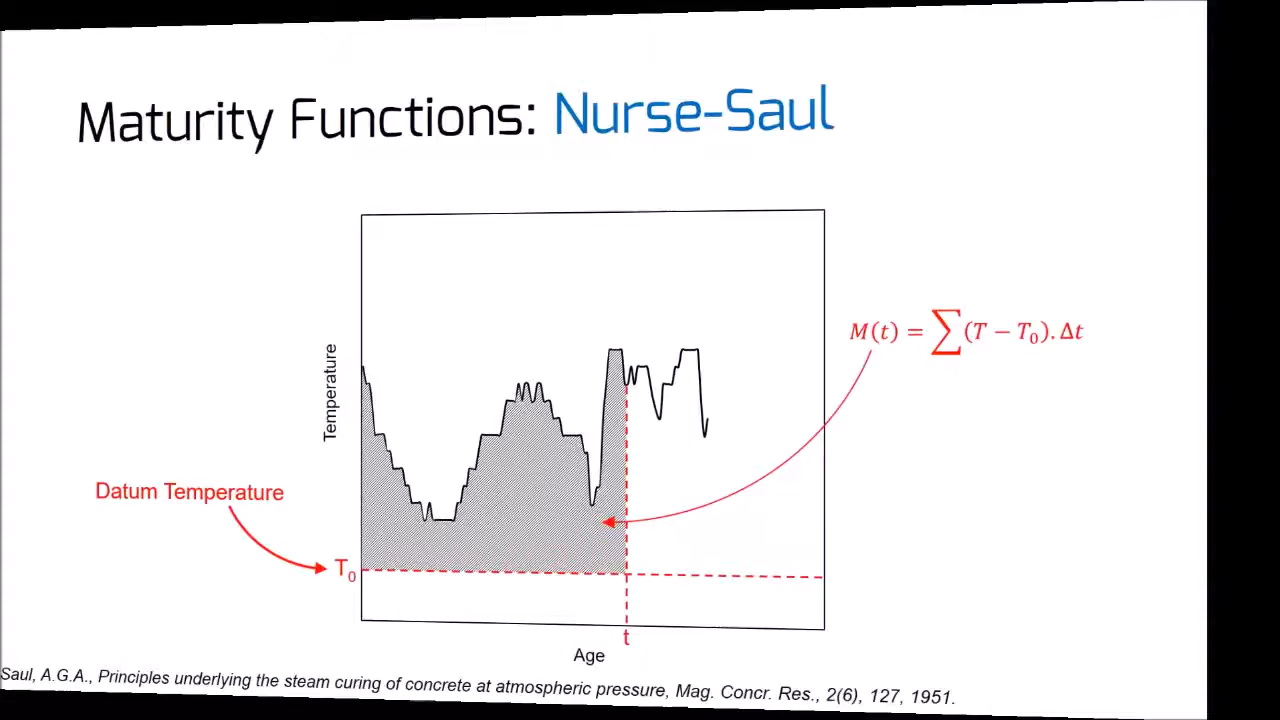 Maturity Functions: Nurse-Saul
M(t) = ∑(T − T₀). Δt
Temperature
Datum Temperature
T₀
t
Age
Saul, A.G.A., Principles underlying the steam curing of concrete at atmospheric pressure, Mag. Concr. Res., 2(6), 127, 1951.